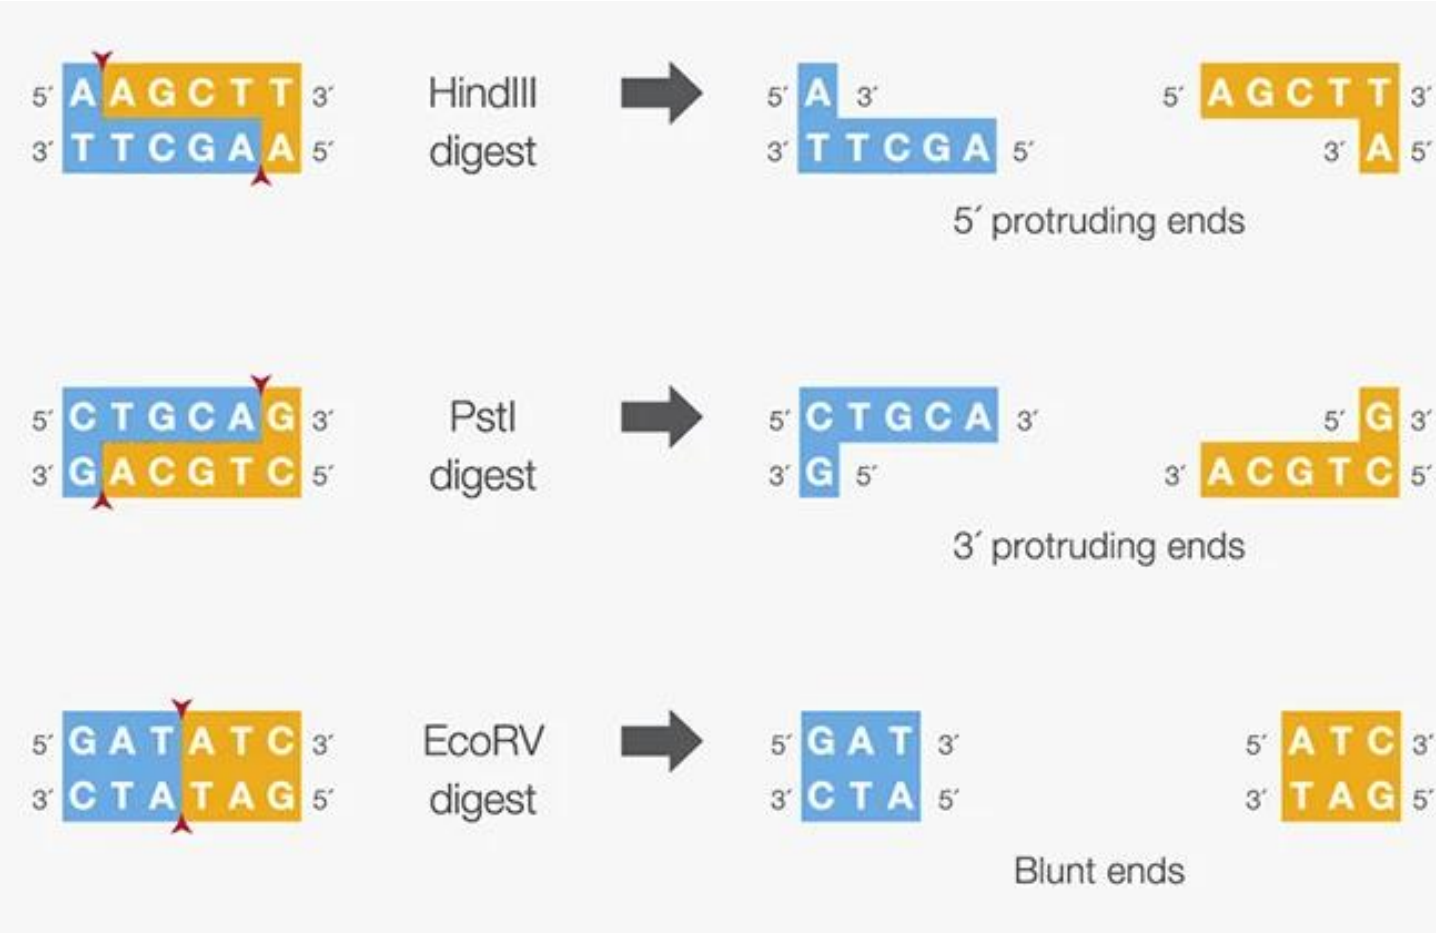 5´ A A G C T T 3´ HindIII 5´ A 3´ 5´ A G C T T 3´
3´ T T C G A A 5´ digest 3´ T T C G A 5´ 3´ A 5´
5´ protruding ends
5´ C T G C A G 3´ PstI 5´ C T G C A 3´ 5´ G 3´
3´ G A C G T C 5´ digest 3´ G 5´ 3´ A C G T C 5´
3´ protruding ends
5´ G A T A T C 3´ EcoRV 5´ G A T 3´ 5´ A T C 3´
3´ C T A T A G 5´ digest 3´ C T A 5´ 3´ T A G 5´
Blunt ends